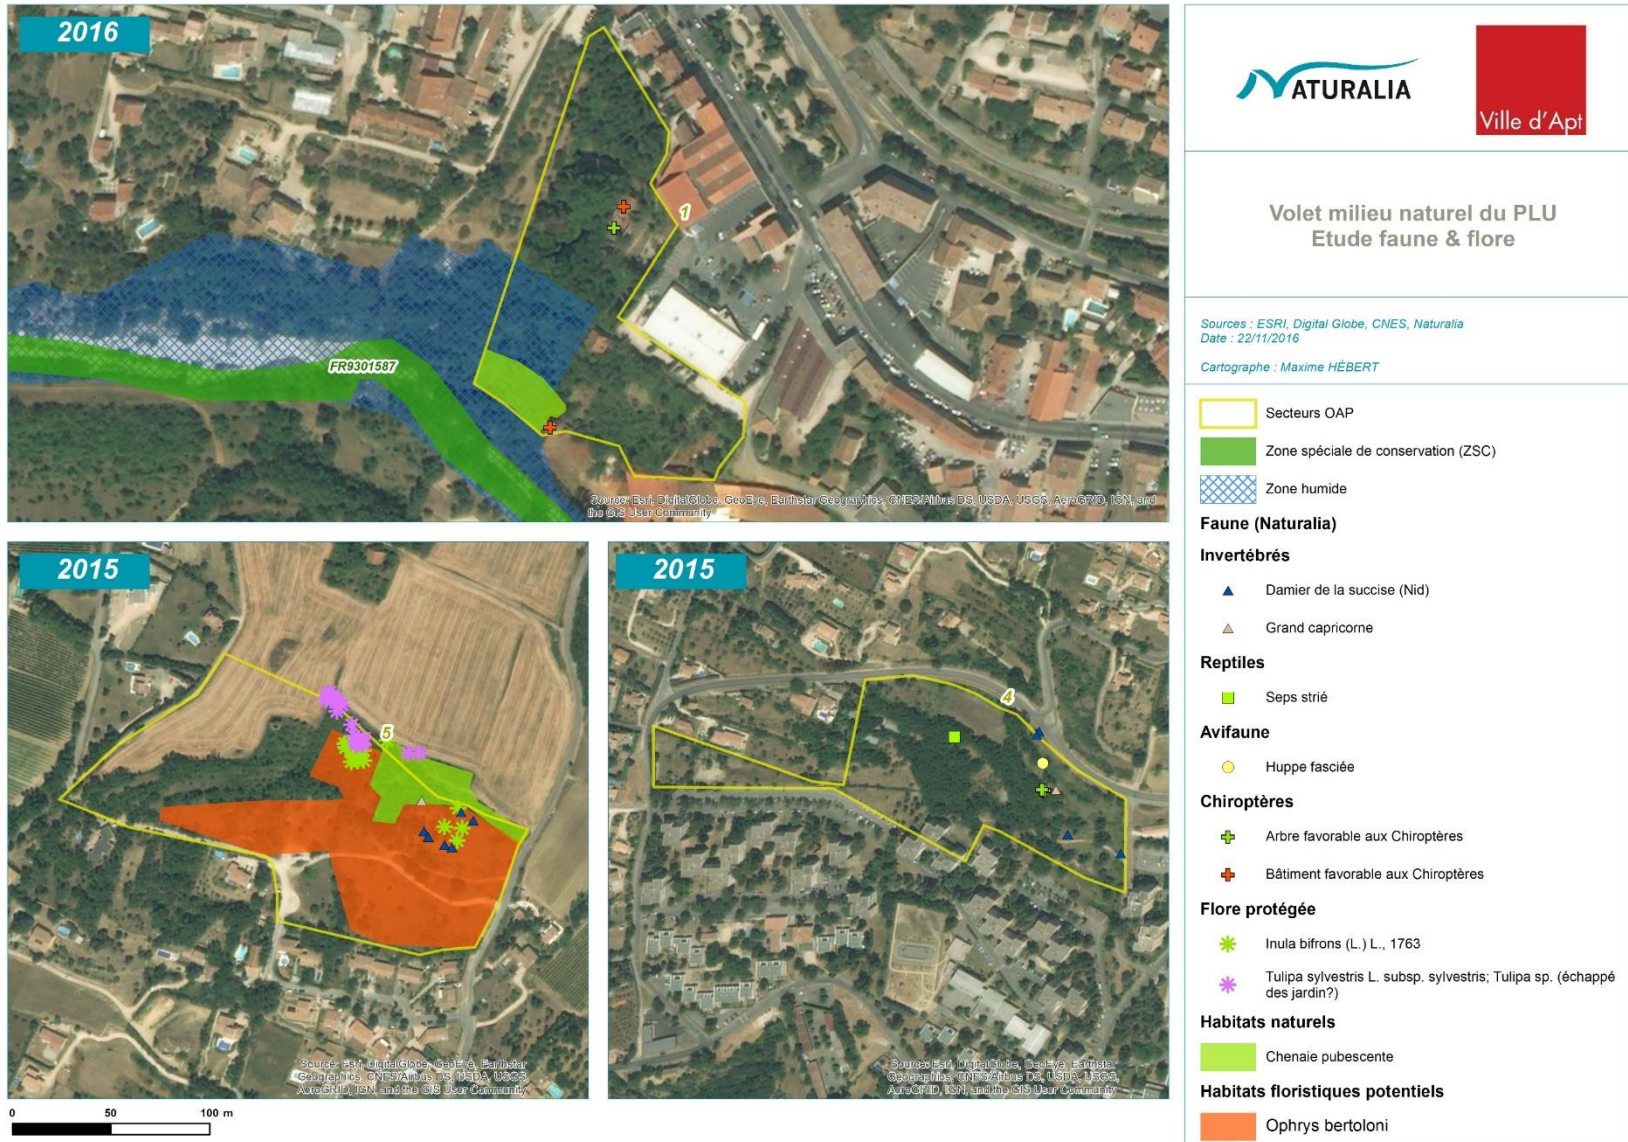 2016
1
FR9301587
Source: Esri, DigitalGlobe, GeoEye, Earthstar Geographics, CNES/Airbus DS, USDA, USGS, AeroGRID, IGN, and
the GIS User Community
2015
5
Source: Esri, DigitalGlobe, GeoEye, Earthstar
Geographics, CNES/Airbus DS, USDA, USGS,
AeroGRID, IGN, and the GIS User Community
2015
4
Source: Esri, DigitalGlobe, GeoEye, Earthstar
Geographics, CNES/Airbus DS, USDA, USGS,
AeroGRID, IGN, and the GIS User Community
0 50 100 m
NATURALIA
Ville d'Apt
Volet milieu naturel du PLU
Etude faune & flore
Sources : ESRI, Digital Globe, CNES, Naturalia
Date : 22/11/2016
Cartographe : Maxime HÉBERT
Secteurs OAP
Zone spéciale de conservation (ZSC)
Zone humide
Faune (Naturalia)
Invertébrés
Damier de la succise (Nid)
Grand capricorne
Reptiles
Seps strié
Avifaune
Huppe fasciée
Chiroptères
Arbre favorable aux Chiroptères
Bâtiment favorable aux Chiroptères
Flore protégée
Inula bifrons (L.) L., 1763
Tulipa sylvestris L. subsp. sylvestris; Tulipa sp. (échappé
des jardin?)
Habitats naturels
Chenaie pubescente
Habitats floristiques potentiels
Ophrys bertoloni